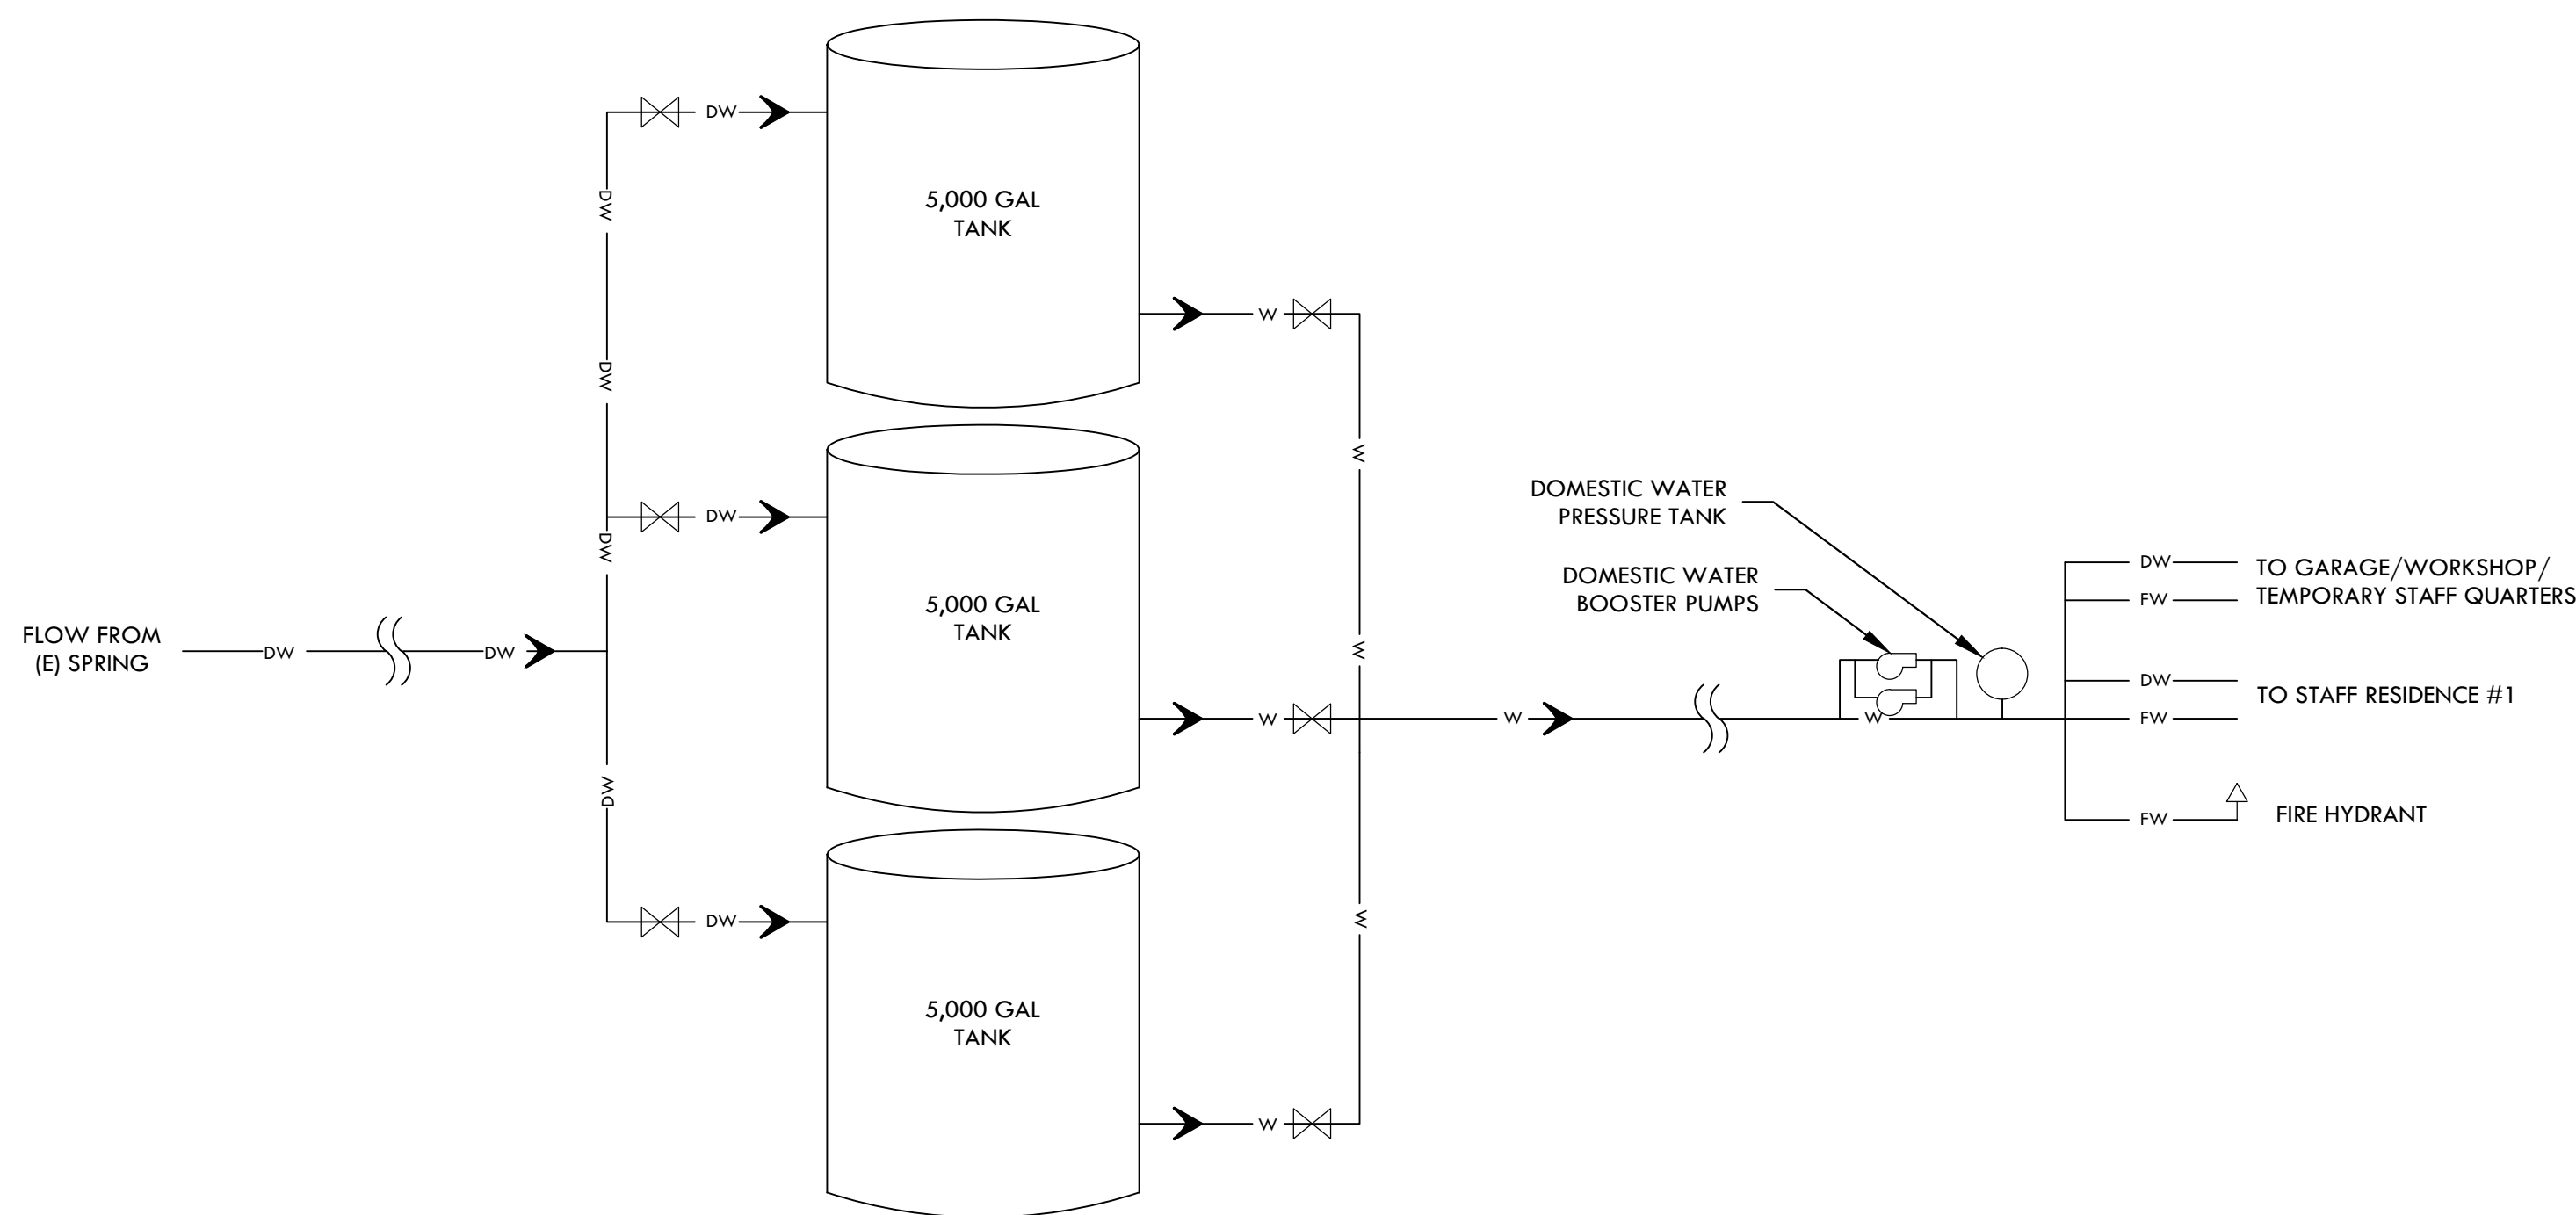 DW
DW
5,000 GAL
TANK
W
DW
W
DW
DW
DW
5,000 GAL
TANK
FLOW FROM
(E) SPRING
DW
DW
W
W
DW
DW
5,000 GAL
TANK
W
W
W
DOMESTIC WATER
PRESSURE TANK
DOMESTIC WATER
BOOSTER PUMPS
W
DW
TO GARAGE/WORKSHOP/
TEMPORARY STAFF QUARTERS
FW
DW
TO STAFF RESIDENCE #1
FW
FW
FIRE HYDRANT